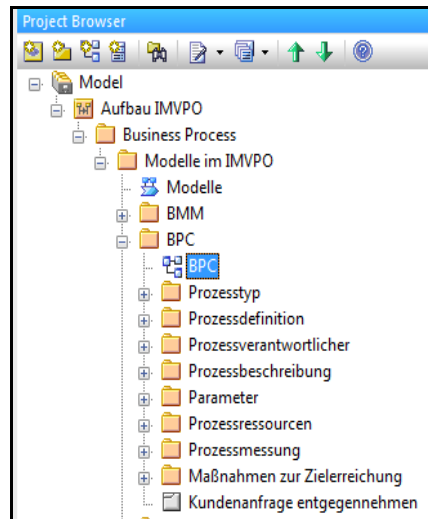 Project Browser
Model
Aufbau IMVPO
Business Process
Modelle im IMVPO
Modelle
BMM
BPC
BPC
Prozesstyp
Prozessdefinition
Prozessverantwortlicher
Prozessbeschreibung
Parameter
Prozessressourcen
Prozessmessung
Maßnahmen zur Zielerreichung
Kundenanfrage entgegennehmen